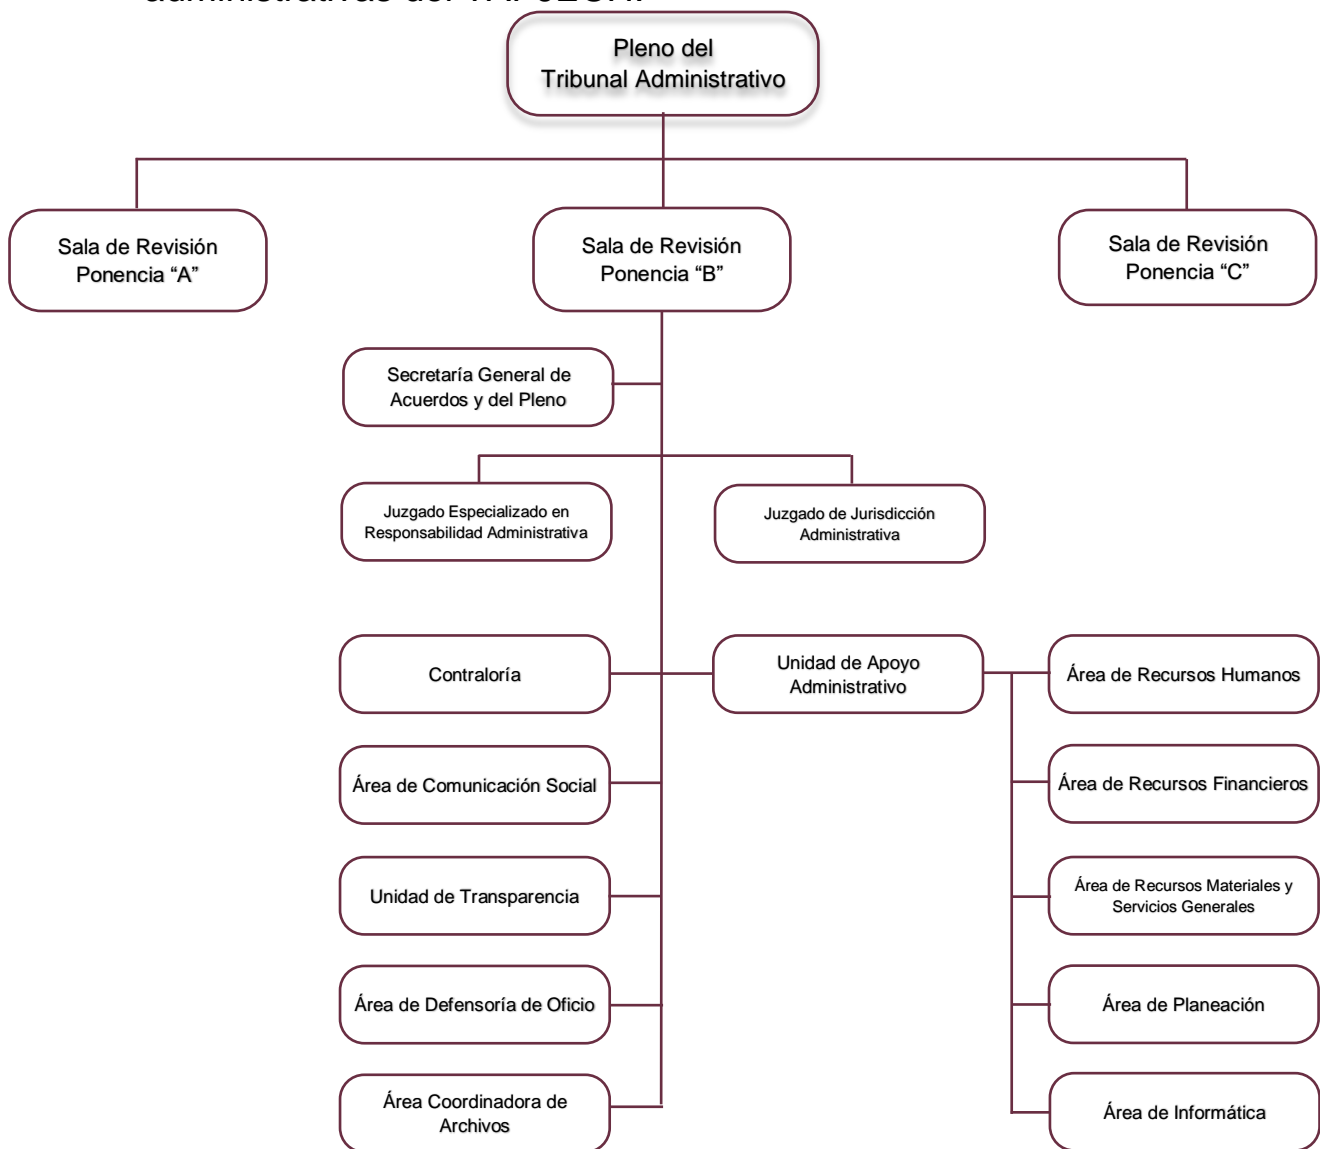 Pleno del
Tribunal Administrativo
Sala de Revisión
Ponencia “A”
Sala de Revisión
Ponencia “B”
Sala de Revisión
Ponencia “C”
Secretaría General de
Acuerdos y del Pleno
Juzgado Especializado en
Responsabilidad Administrativa
Juzgado de Jurisdicción
Administrativa
Contraloría
Unidad de Apoyo
Administrativo
Área de Recursos Humanos
Área de Comunicación Social
Área de Recursos Financieros
Unidad de Transparencia
Área de Recursos Materiales y
Servicios Generales
Área de Defensoría de Oficio
Área de Planeación
Área Coordinadora de
Archivos
Área de Informática